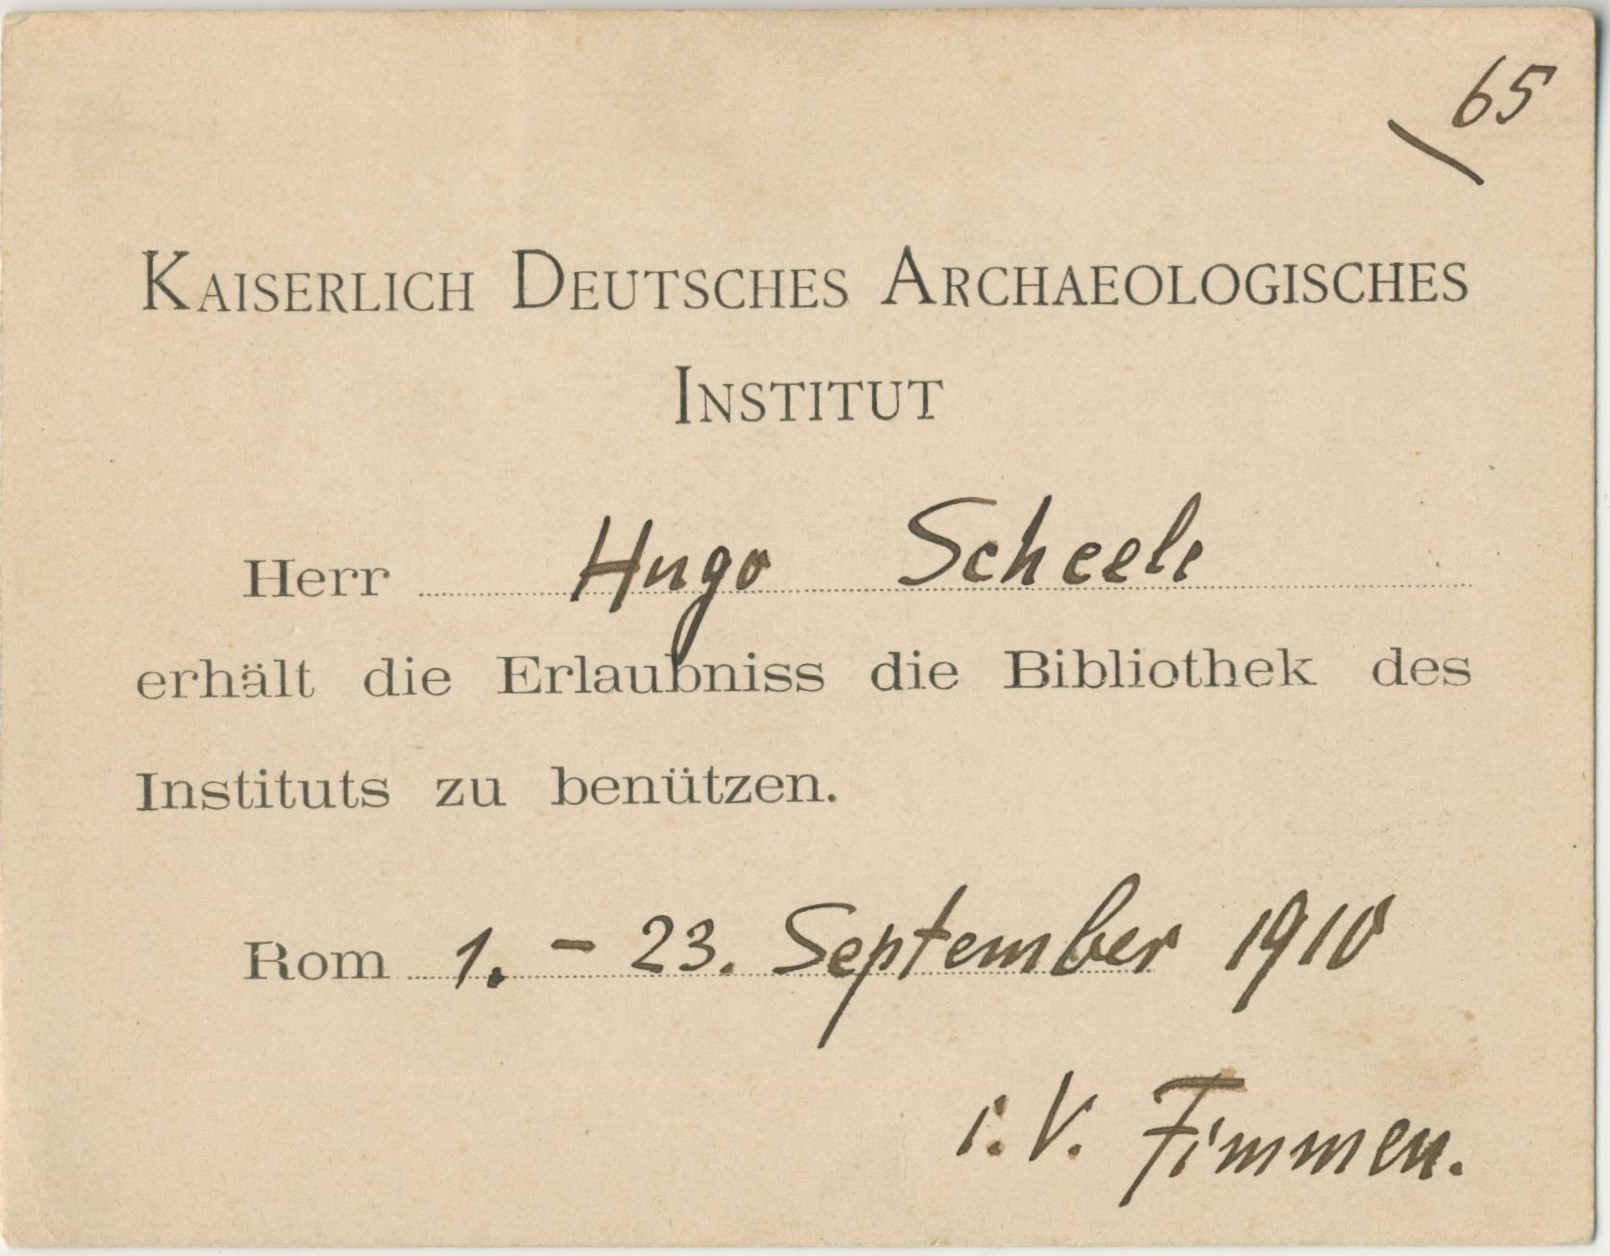 65
KAISERLICH DEUTSCHES ARCHAEOLOGISCHES
INSTITUT
Herr Hugo Scheele
erhält die Erlaubniss die Bibliothek des
Instituts zu benützen.
Rom 1. – 23. September 1910
i. V. Fimmen.